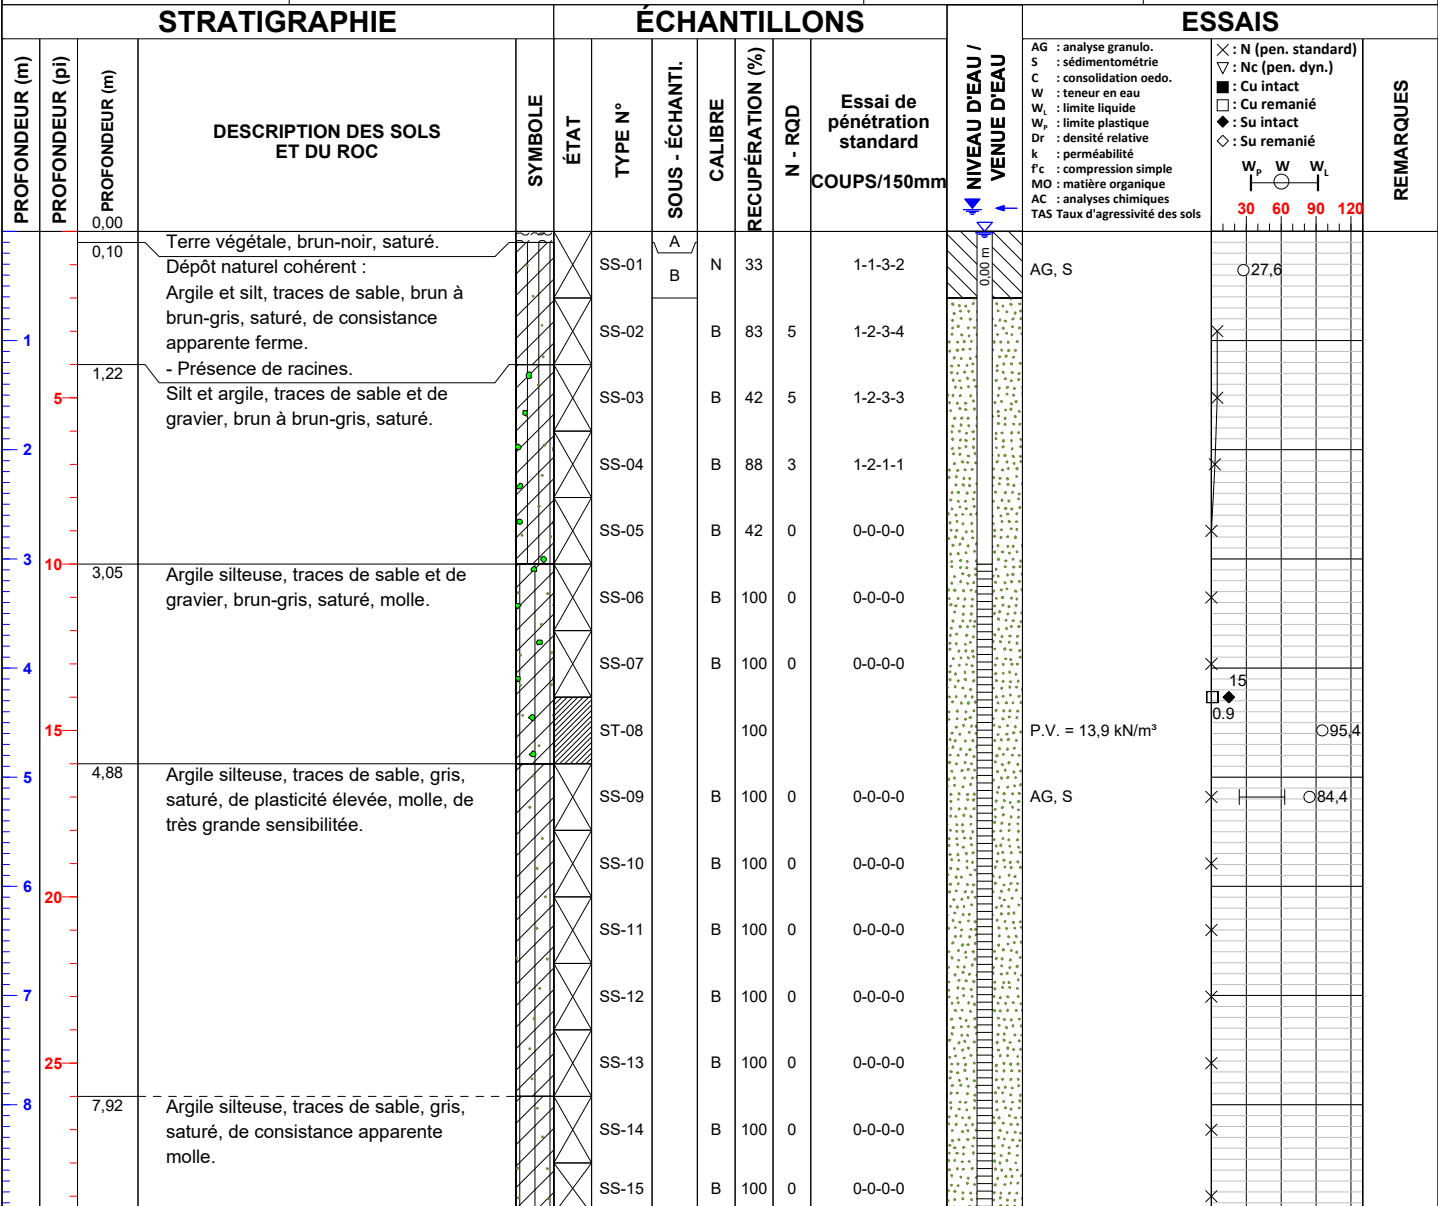 STRATIGRAPHIE
ÉCHANTILLONS
ESSAIS
PROFONDEUR (m)
PROFONDEUR (pi)
PROFONDEUR (m)
0,00
DESCRIPTION DES SOLS
ET DU ROC
SYMBOLE
ÉTAT
TYPE N°
SOUS - ÉCHANTI.
CALIBRE
RECUPÉRATION (%)
N - RQD
Essai de
pénétration
standard
COUPS/150mm
NIVEAU D'EAU /
VENUE D'EAU
AG : analyse granulo.
S : sédimentométrie
C : consolidation oedo.
W : teneur en eau
WL : limite liquide
WP : limite plastique
Dr : densité relative
k : perméabilité
f'c : compression simple
MO : matière organique
AC : analyses chimiques
TAS Taux d'agressivité des sols
: N (pen. standard)
: Nc (pen. dyn.)
: Cu intact
: Cu remanié
: Su intact
: Su remanié
WP W WL
30 60 90 120
REMARQUES
0,10 Terre végétale, brun-noir, saturé.
Dépôt naturel cohérent :
Argile et silt, traces de sable, brun à
brun-gris, saturé, de consistance
apparente ferme.
- Présence de racines.
A
B
SS-01 N 33 1-1-3-2
0,00 m
AG, S
27,6
1
SS-02 B 83 5 1-2-3-4
1,22
Silt et argile, traces de sable et de
gravier, brun à brun-gris, saturé.
5
SS-03 B 42 5 1-2-3-3
2
SS-04 B 88 3 1-2-1-1
SS-05 B 42 0 0-0-0-0
3
10
3,05 Argile silteuse, traces de sable et de
gravier, brun-gris, saturé, molle.
SS-06 B 100 0 0-0-0-0
4
SS-07 B 100 0 0-0-0-0
15
0.9
15
ST-08 100
P.V. = 13,9 kN/m³
95,4
5
4,88 Argile silteuse, traces de sable, gris,
saturé, de plasticité élevée, molle, de
très grande sensibilitée.
SS-09 B 100 0 0-0-0-0
AG, S
84,4
SS-10 B 100 0 0-0-0-0
6
20
SS-11 B 100 0 0-0-0-0
7
SS-12 B 100 0 0-0-0-0
25
SS-13 B 100 0 0-0-0-0
8
7,92 Argile silteuse, traces de sable, gris,
saturé, de consistance apparente
molle.
SS-14 B 100 0 0-0-0-0
SS-15 B 100 0 0-0-0-0